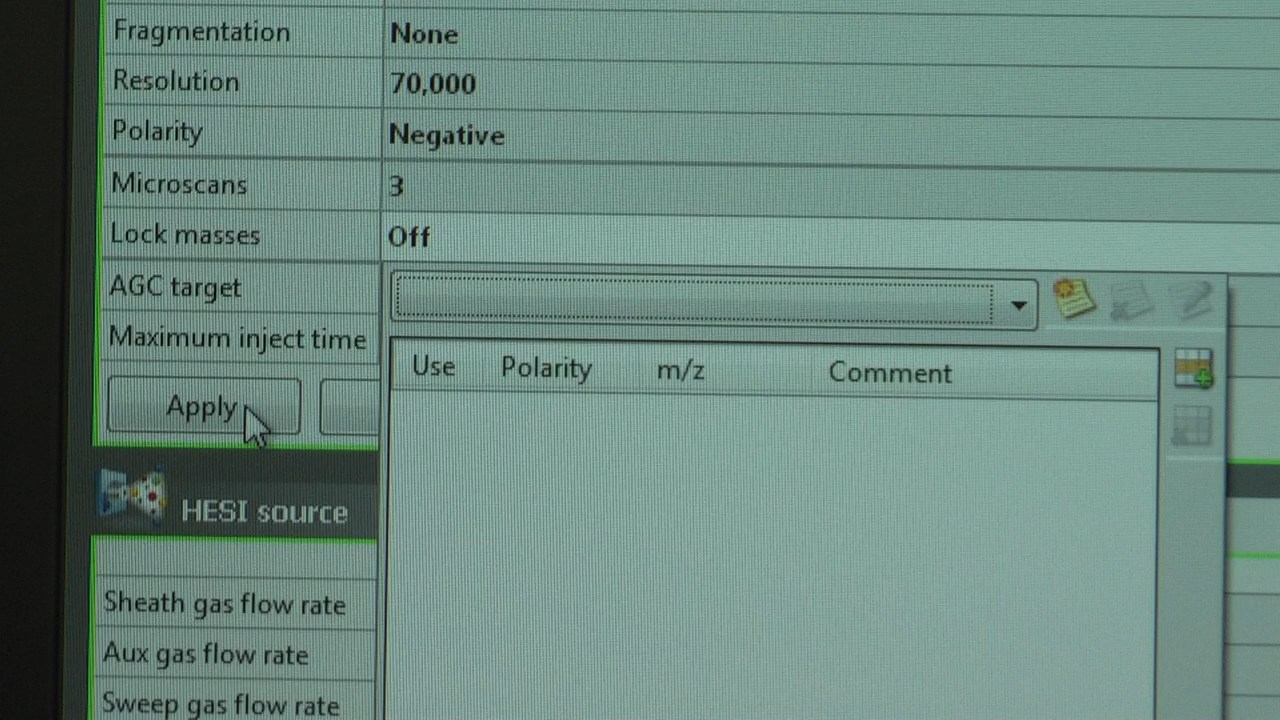 Fragmentation None
Resolution 70,000
Polarity Negative
Microscans 3
Lock masses Off
AGC target
Maximum inject time
Use Polarity m/z Comment
Apply
HESI source
Sheath gas flow rate
Aux gas flow rate
Sweep gas flow rate